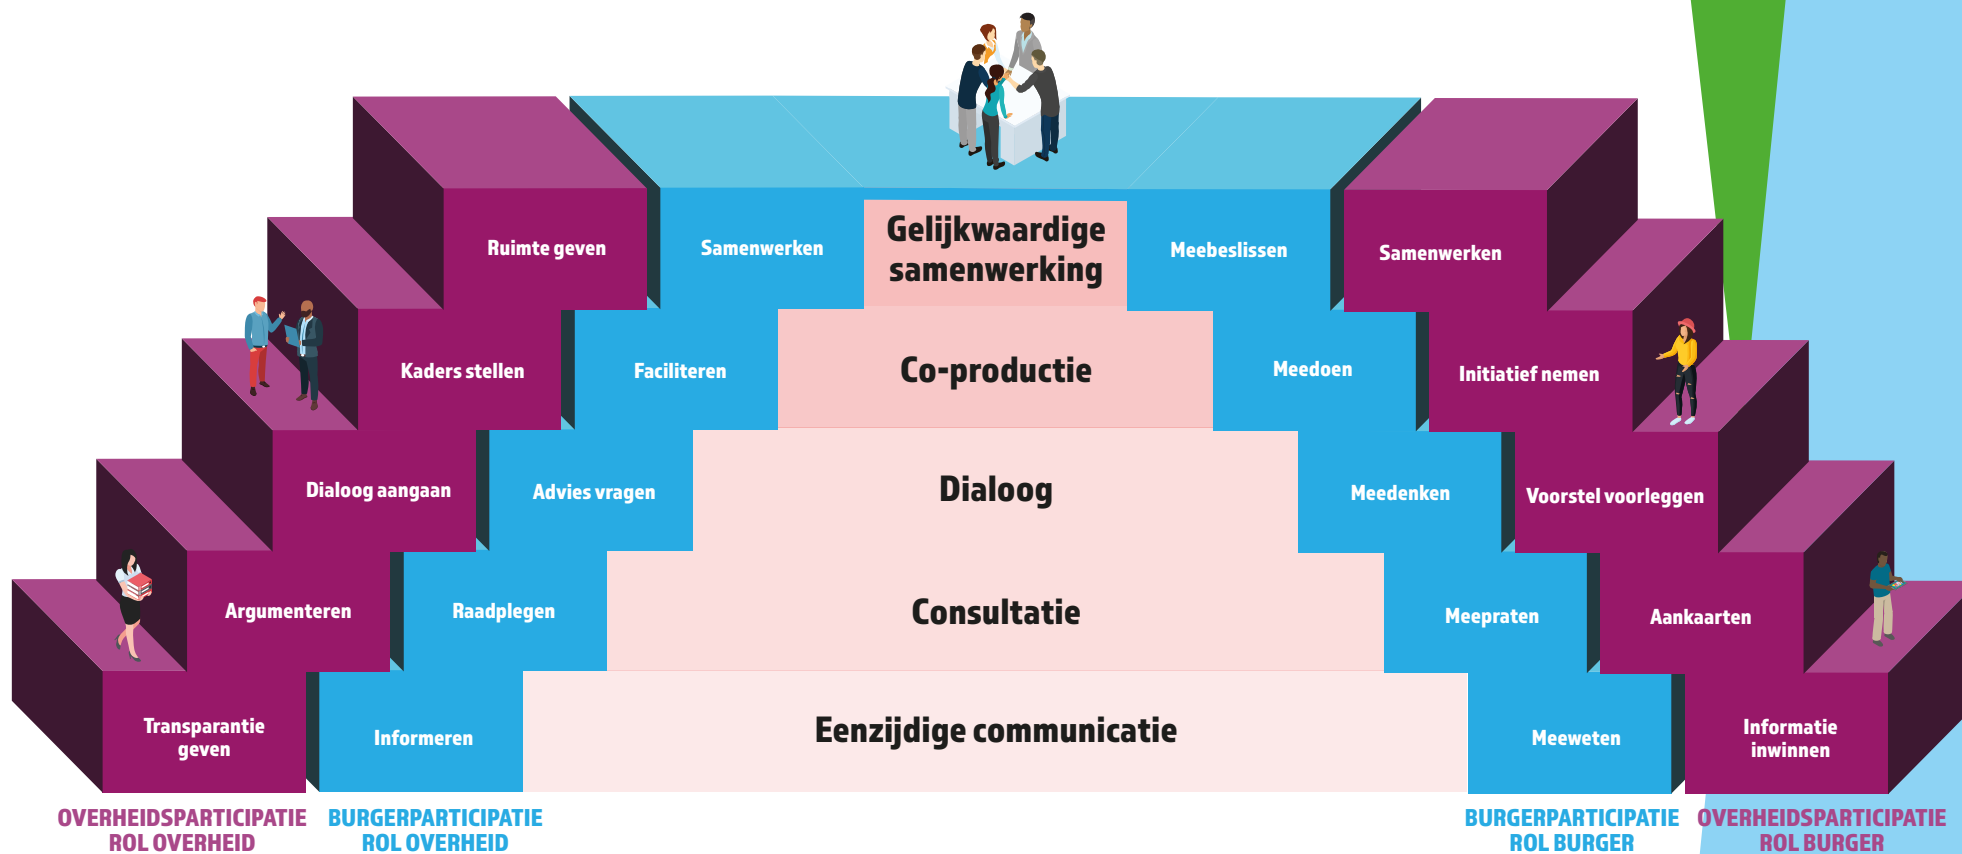 Ruimte geven
Samenwerken
Gelijkwaardige
samenwerking
Meebeslissen
Samenwerken
Kaders stellen
Faciliteren
Co-productie
Meedoen
Initiatief nemen
Dialoog aangaan
Advies vragen
Dialoog
Meedenken
Voorstel voorleggen
Argumenteren
Raadplegen
Consultatie
Meepraten
Aankaarten
Transparantie
geven
Informeren
Eenzijdige communicatie
Meeweten
Informatie
inwinnen
OVERHEIDSPARTICIPATIE
ROL OVERHEID
BURGERPARTICIPATIE
ROL OVERHEID
BURGERPARTICIPATIE
ROL BURGER
OVERHEIDSPARTICIPATIE
ROL BURGER